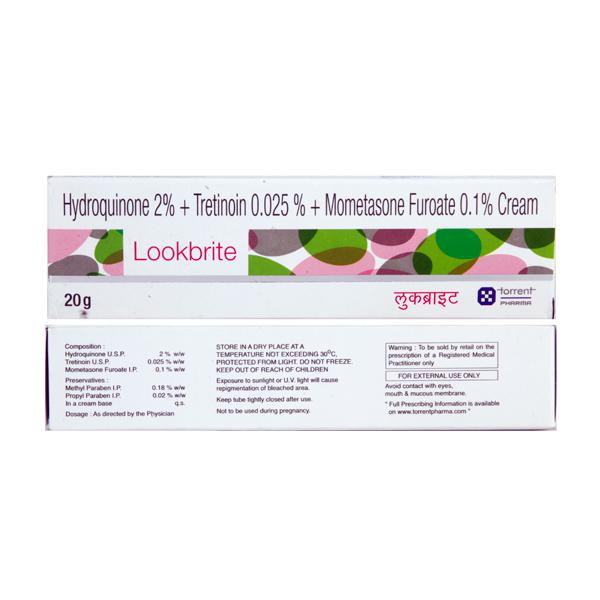 Hydroquinone 2% + Tretinoin 0.025 % + Mometasone Furoate 0.1% Cream
Lookbrite
20 g
लुकब्राइट
torrent
PHARMA
Composition :
Hydroquinone U.S.P. 2 % w/w
Tretinoin U.S.P. 0.025 % w/w
Mometasone Furoate I.P. 0.1 % w/w
Preservatives :
Methyl Paraben I.P. 0.18 % w/w
Propyl Paraben I.P. 0.02 % w/w
In a cream base q.s.
Dosage : As directed by the Physician
STORE IN A DRY PLACE AT A
TEMPERATURE NOT EXCEEDING 30°C,
PROTECTED FROM LIGHT. DO NOT FREEZE.
KEEP OUT OF REACH OF CHILDREN
Exposure to sunlight or U.V. light will cause
repigmentation of bleached area.
Keep tube tightly closed after use.
Not to be used during pregnancy.
Warning : To be sold by retail on the
prescription of a Registered Medical
Practitioner only
FOR EXTERNAL USE ONLY
Avoid contact with eyes,
mouth & mucous membrane.
" Full Prescribing Information is available
on www.torrentpharma.com "